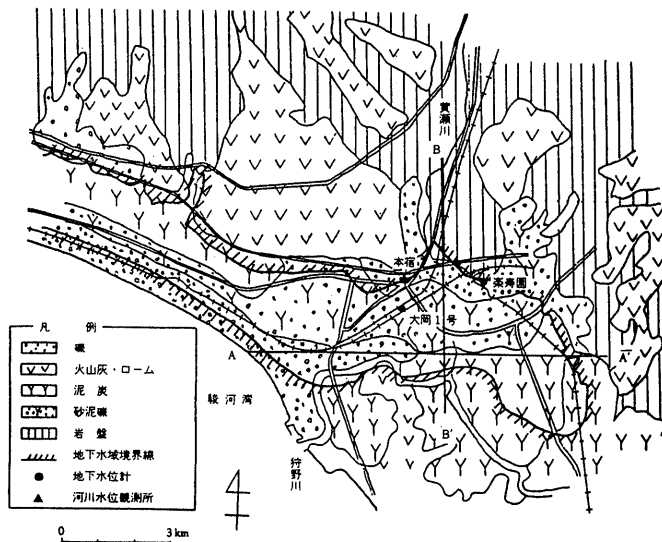 黄瀬川
B
本宿
楽寿園
大岡1号
A
A'
駿河湾
B'
狩野川
凡例
礫
火山灰・ローム
泥炭
砂泥礫
岩盤
地下水域境界線
地下水位計
河川水位観測所
0 3km